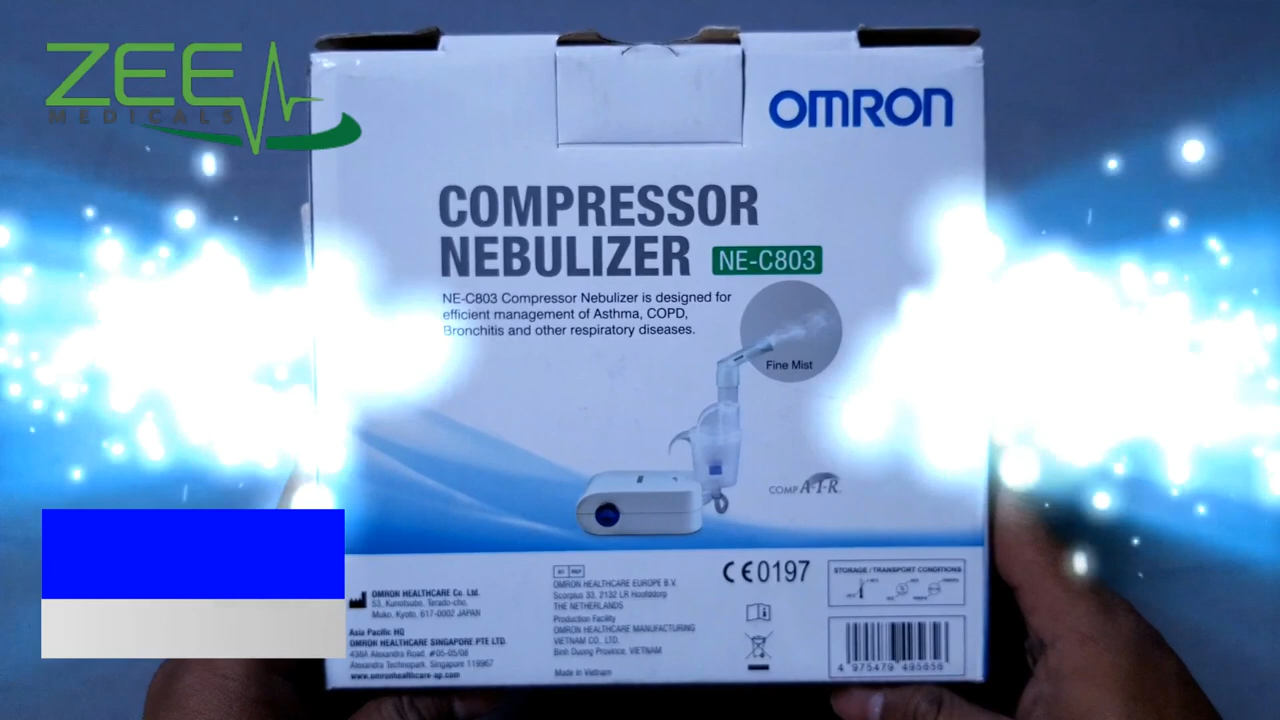 ZEE
MEDICALS
OMRON
COMPRESSOR
NEBULIZER NE-C803
NE-C803 Compressor Nebulizer is designed for
efficient management of Asthma, COPD,
Bronchitis and other respiratory diseases.
Fine Mist
COMP A·I·R
OMRON HEALTHCARE Co. Ltd.
53, Kunotsubo, Terado-cho,
Muko, Kyoto, 617-0002 JAPAN
Asia Pacific HQ
OMRON HEALTHCARE SINGAPORE PTE LTD.
438A Alexandra Road, #05-05/08
Alexandra Technopark, Singapore 119967
www.omronhealthcare-ap.com
OMRON HEALTHCARE EUROPE B.V.
Scorpius 33, 2132 LR Hoofddorp
THE NETHERLANDS
Production Facility
OMRON HEALTHCARE MANUFACTURING
VIETNAM CO., LTD.
Binh Duong Province, VIETNAM
Made in Vietnam
CE0197
STORAGE / TRANSPORT CONDITIONS
4 975479 495656